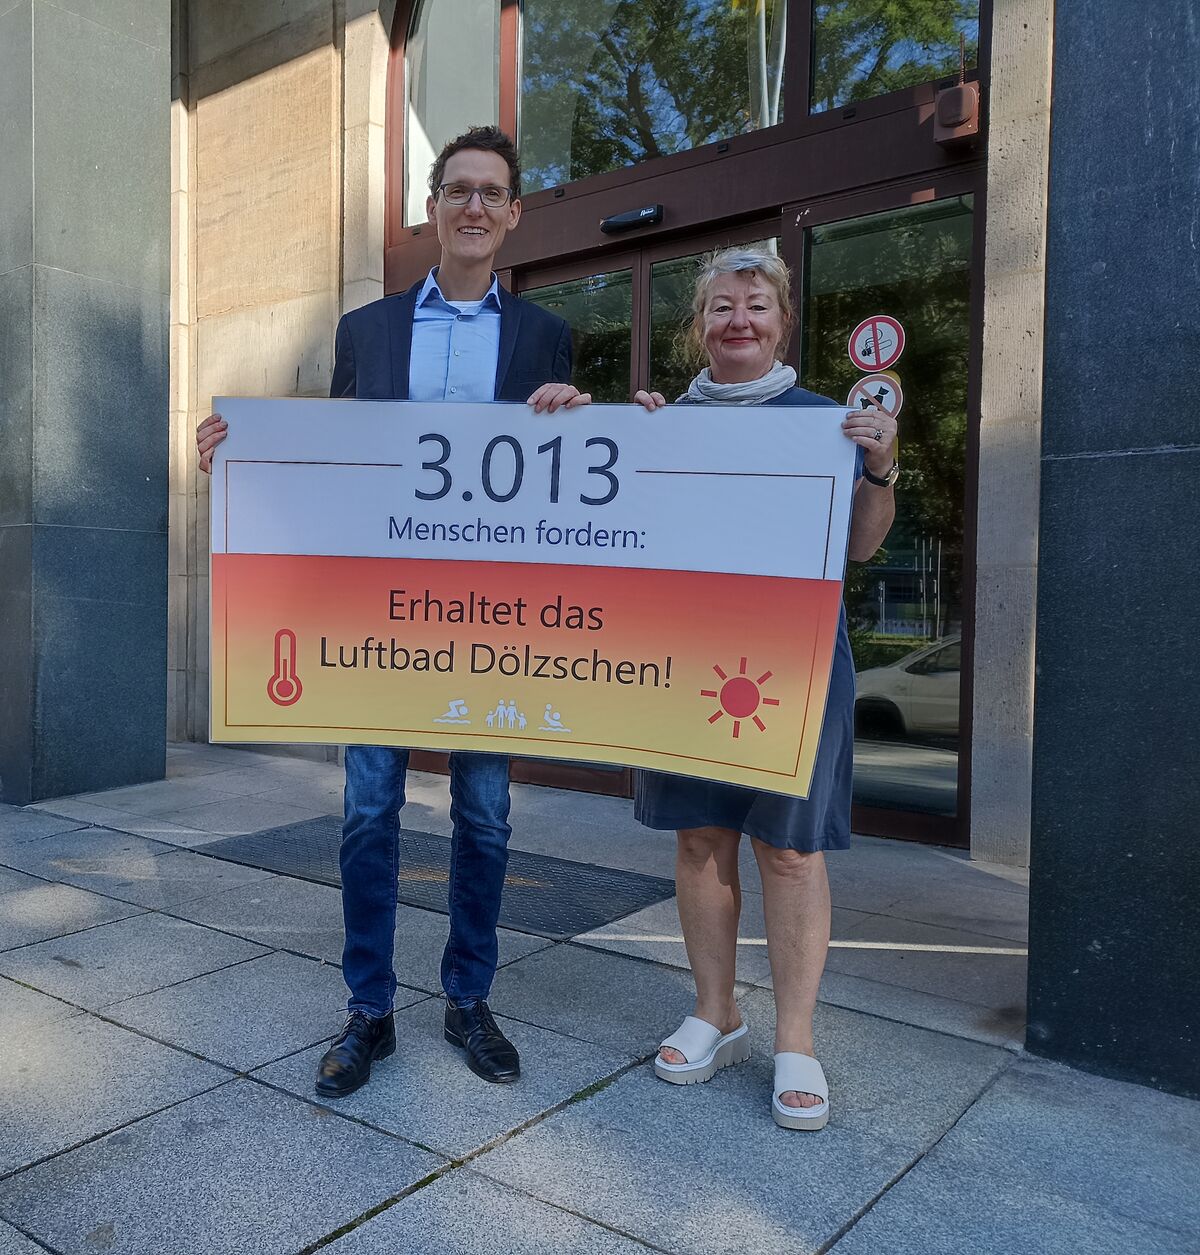 3.013
Menschen fordern:
Erhaltet das
Luftbad Dölzschen!